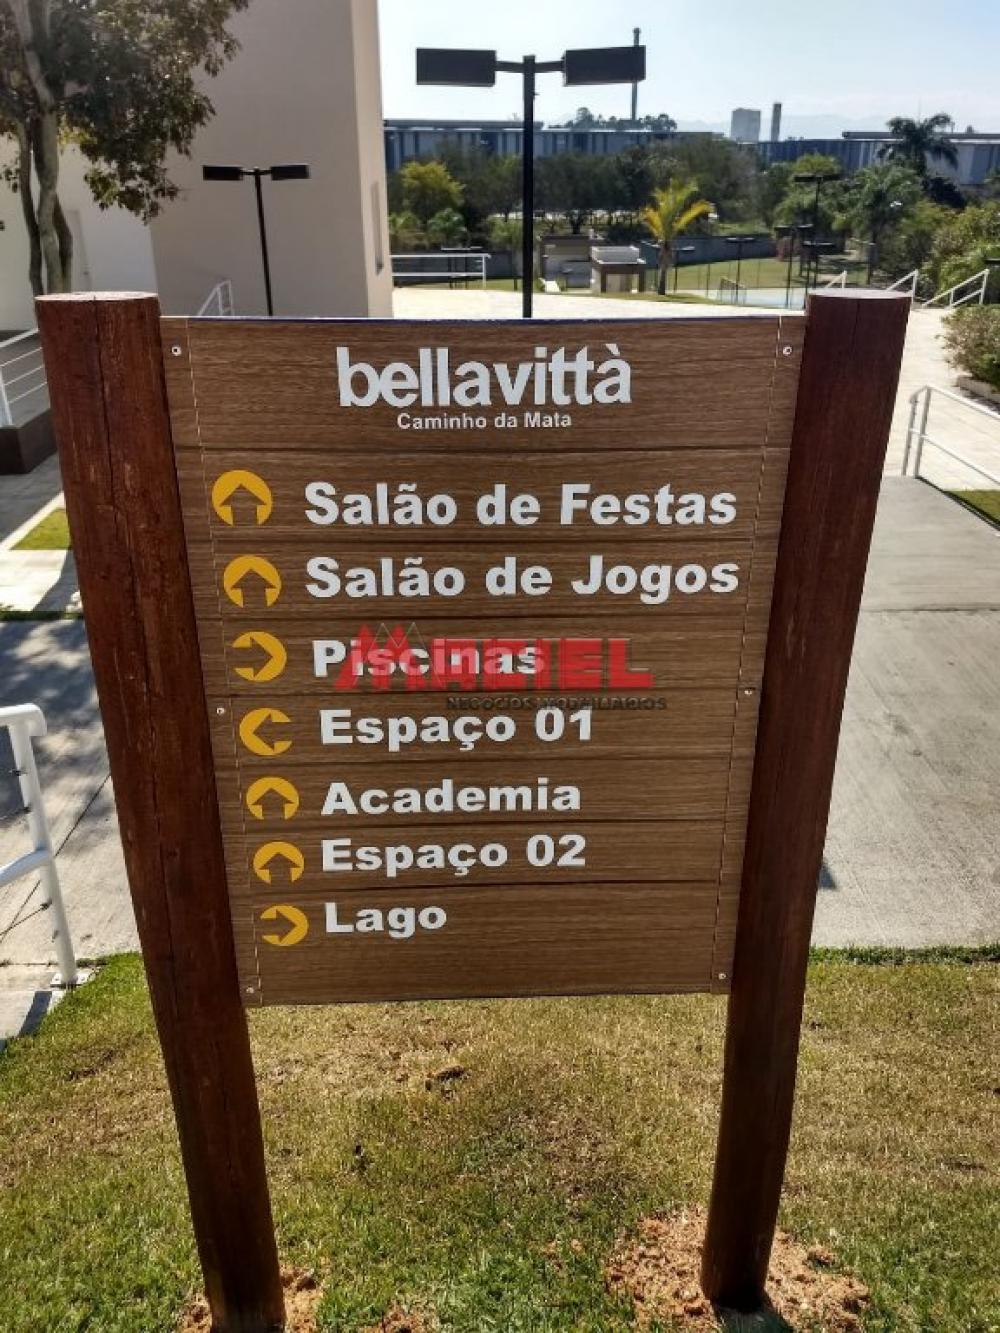 bellavittà
Caminho da Mata
Salão de Festas
Salão de Jogos
Piscinas
MACIEL
NEGÓCIOS IMOBILIÁRIOS
Espaço 01
Academia
Espaço 02
Lago